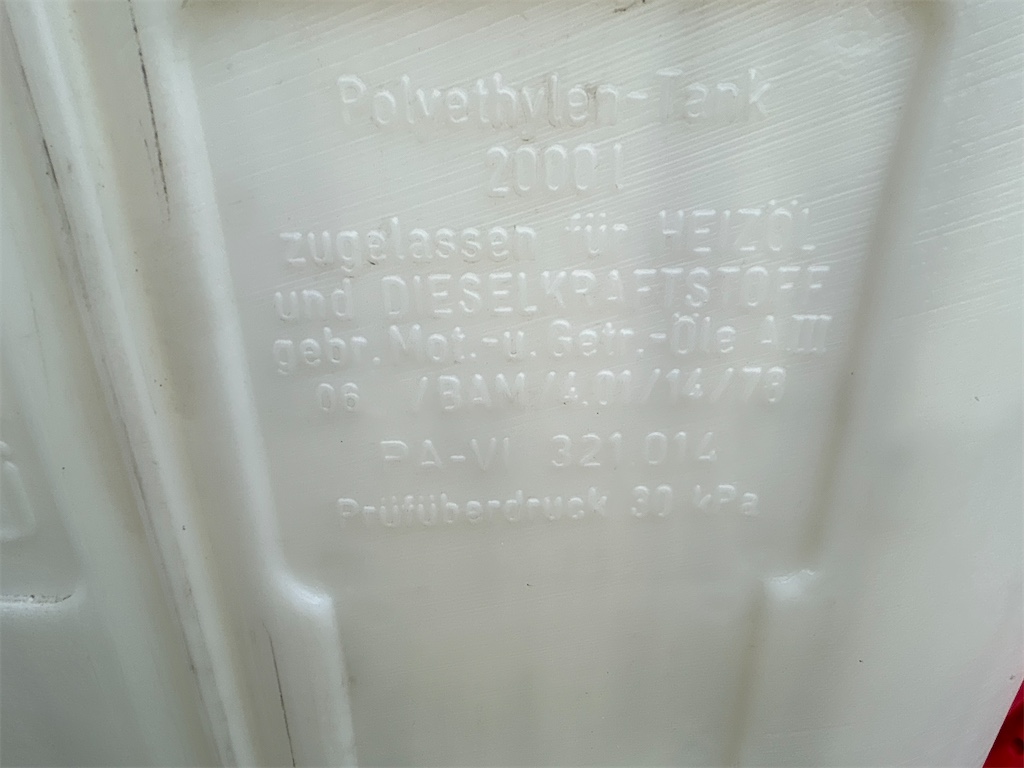 Polyethylen-Tank
2000 l
zugelassen für HEIZÖL
und DIESELKRAFTSTOFF
gebr. Mot.-u. Getr.-Öle A III
06 /BAM/4.01/14/78
PA-VI 321.014
Prüfüberdruck 30 kPa